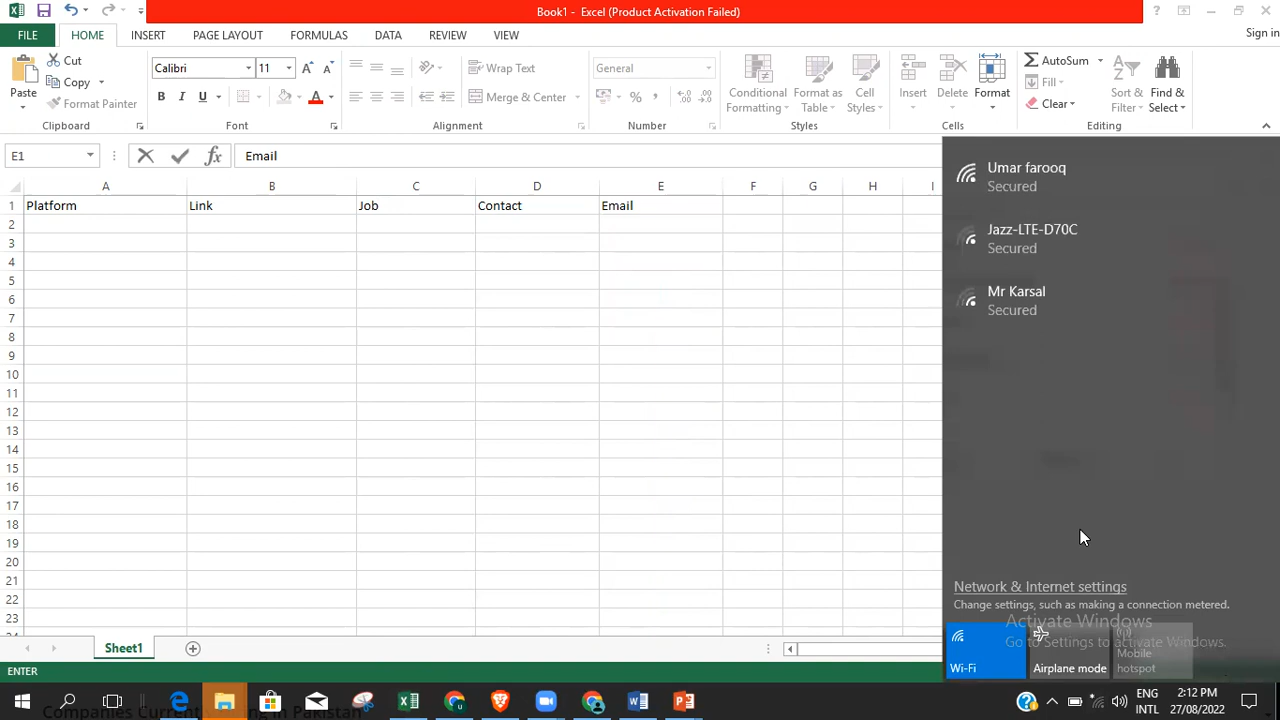 Book1 - Excel (Product Activation Failed)
?
FILE HOME INSERT PAGE LAYOUT FORMULAS DATA REVIEW VIEW Sign in
Cut
Copy
Format Painter
Paste
Clipboard
Calibri 11
B I U
Font
Wrap Text
Merge & Center
Alignment
General
%
Number
Conditional Formatting
Format as Table
Cell Styles
Styles
Insert
Delete
Format
Cells
AutoSum
Fill
Clear
Sort & Filter
Find & Select
Editing
E1 fx Email
A B C D E F G H I
1 Platform Link Job Contact Email
2
3
4
5
6
7
8
9
10
11
12
13
14
15
16
17
18
19
20
21
22
23
Umar farooq
Secured
Jazz-LTE-D70C
Secured
Mr Karsal
Secured
Network & Internet settings
Change settings, such as making a connection metered.
Activate Windows
Go to Settings to activate Windows.
Wi-Fi
Airplane mode
Mobile hotspot
Sheet1
ENTER
ENG
INTL
2:12 PM
27/08/2022